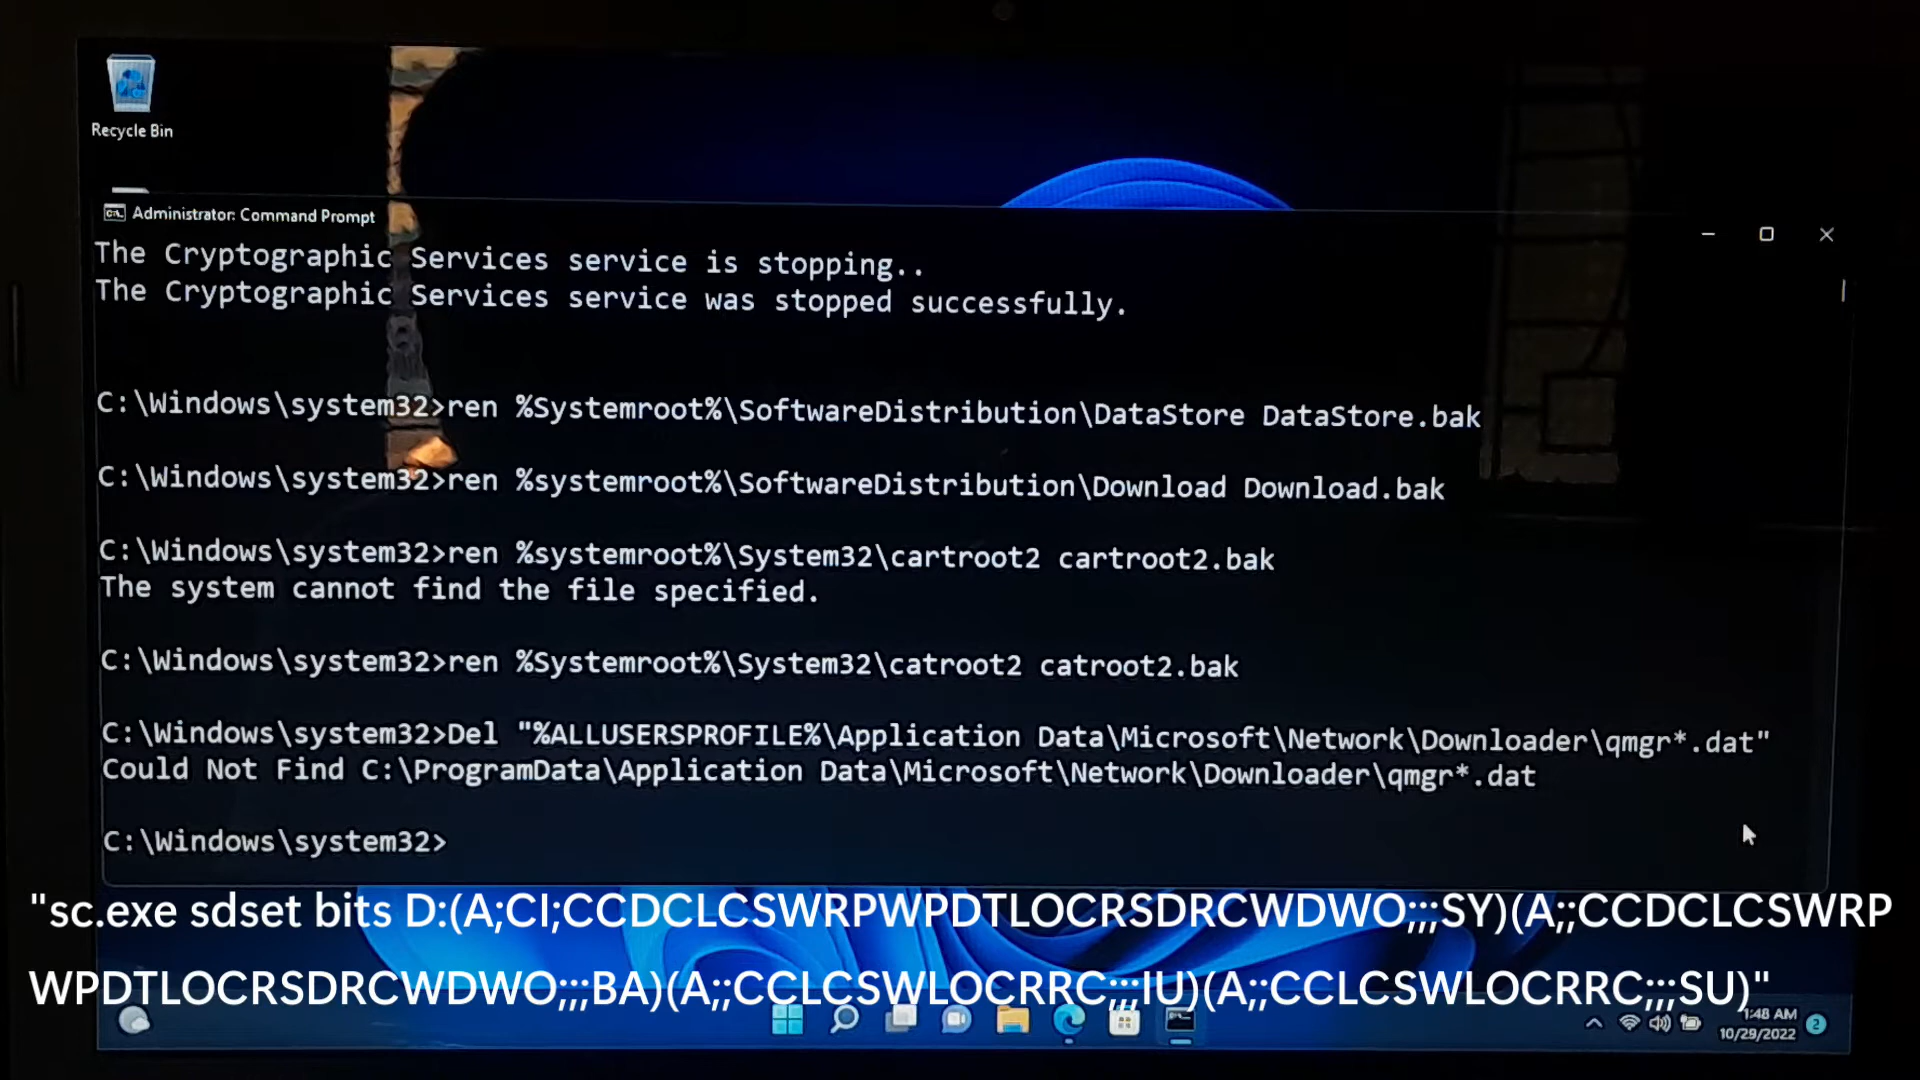 Recycle Bin
Administrator: Command Prompt
The Cryptographic Services service is stopping..
The Cryptographic Services service was stopped successfully.
C:\Windows\system32>ren %Systemroot%\SoftwareDistribution\DataStore DataStore.bak
C:\Windows\system32>ren %systemroot%\SoftwareDistribution\Download Download.bak
C:\Windows\system32>ren %systemroot%\System32\cartroot2 cartroot2.bak
The system cannot find the file specified.
C:\Windows\system32>ren %Systemroot%\System32\catroot2 catroot2.bak
C:\Windows\system32>Del "%ALLUSERSPROFILE%\Application Data\Microsoft\Network\Downloader\qmgr*.dat"
Could Not Find C:\ProgramData\Application Data\Microsoft\Network\Downloader\qmgr*.dat
C:\Windows\system32>
"sc.exe sdset bits D:(A;CI;CCDCLCSWRPWPDTLOCRSDRCWDWO;;;SY)(A;;CCDCLCSWRP
WPDTLOCRSDRCWDWO;;;BA)(A;;CCLCSWLOCRRC;;;IU)(A;;CCLCSWLOCRRC;;;SU)"
1:48 AM
10/29/2022
2